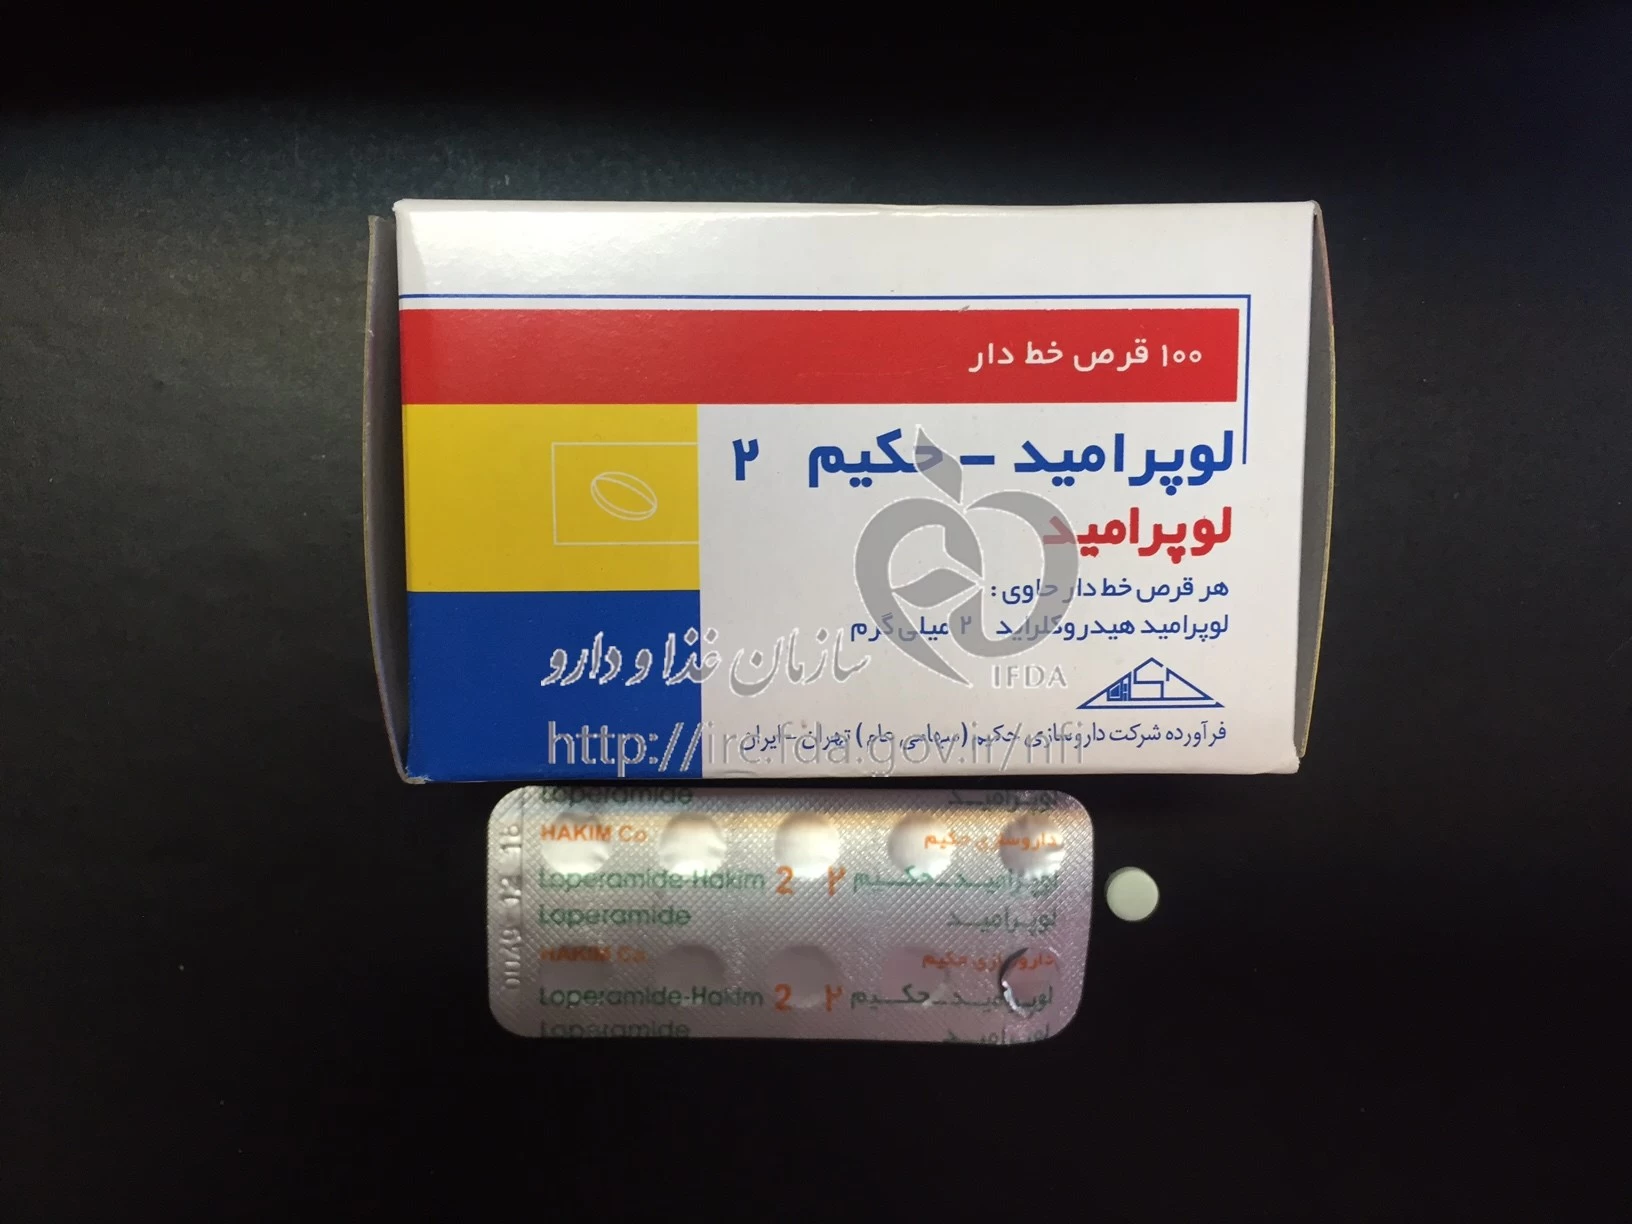 ۱۰۰ قرص خط دار
لوپرامید – حکیم ۲
لوپرامید
هر قرص خط دار حاوی :
لوپرامید هیدروکلراید ۲ میلی گرم
IFDA
سازمان غذا و دارو
فرآورده شرکت داروسازی حکیم (سهامی عام) تهران – ایران
http://irc.fda.gov.ir/nfi
Loperamide لوپرامید
HAKIM Co داروسازی حکیم
Loperamide-Hakim 2 ۲ لوپرامید-حکیم
Loperamide لوپرامید
HAKIM Co داروسازی حکیم
Loperamide-Hakim 2 ۲ لوپرامید-حکیم
Loperamide لوپرامید